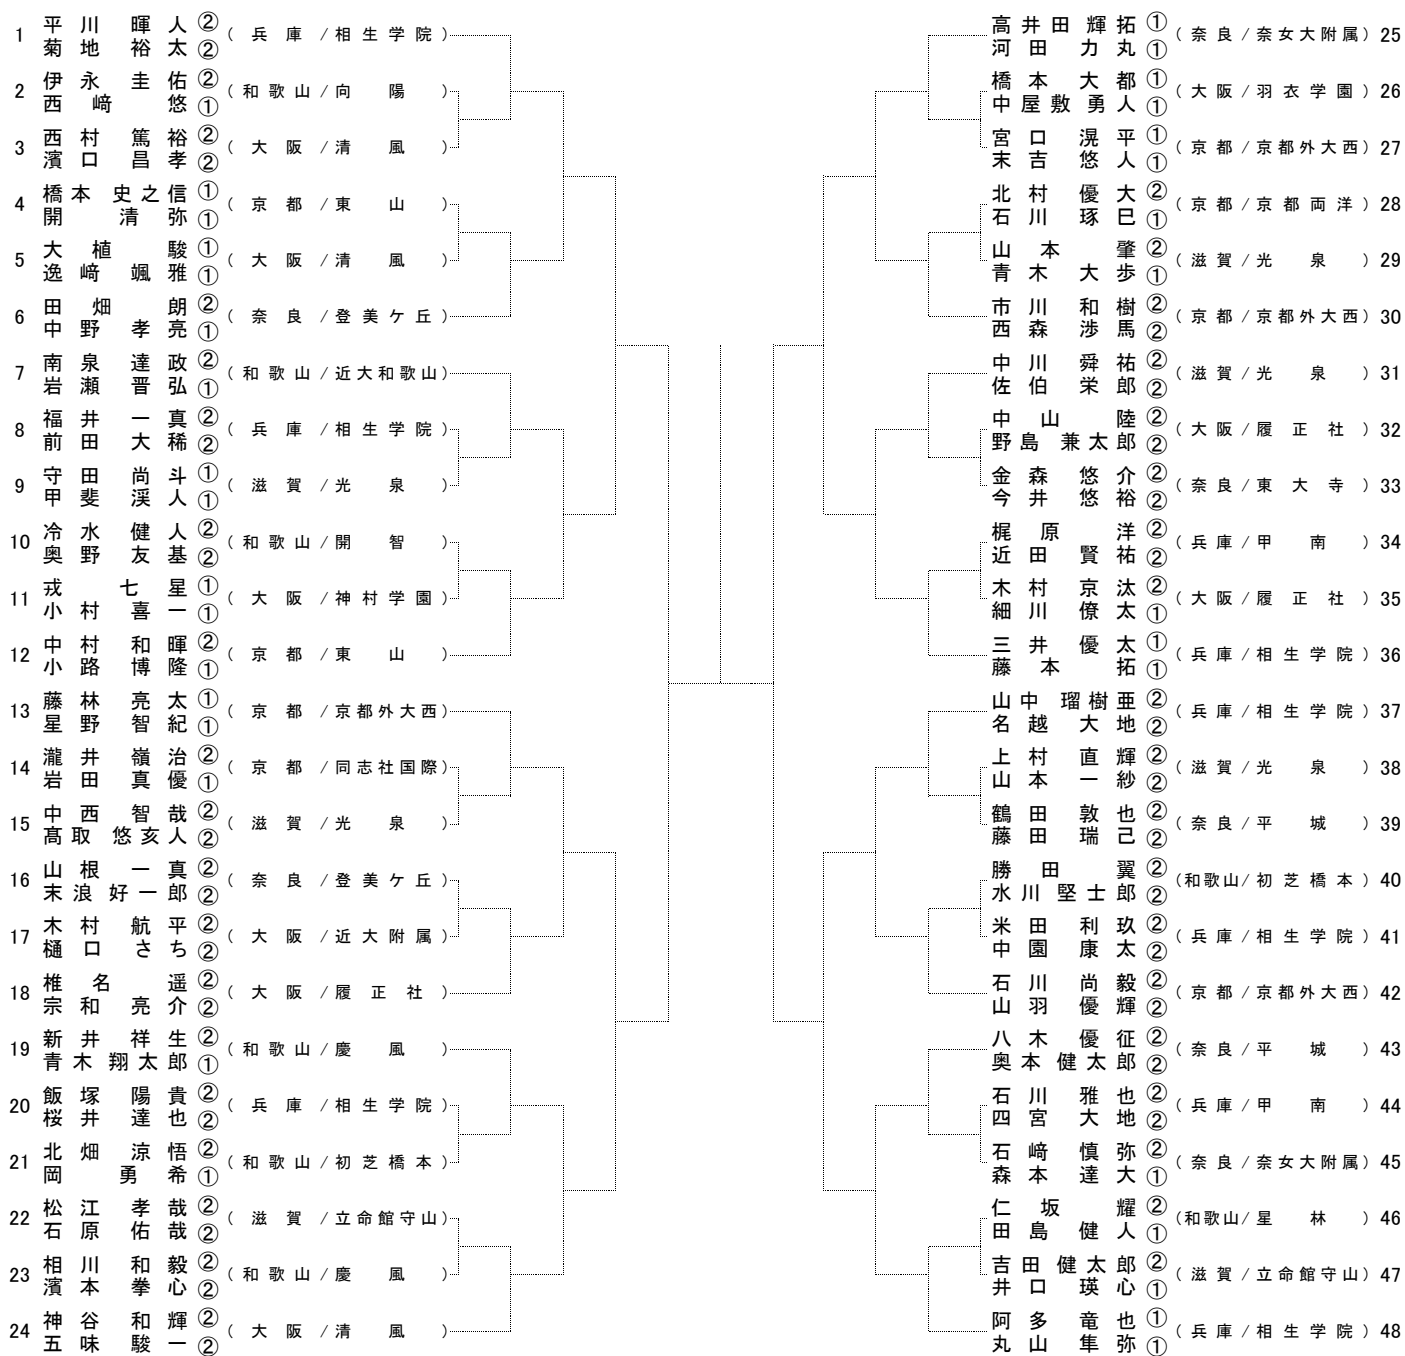 1 平川 暉人 ② (兵庫/相生学院)
菊地 裕太 ②
2 伊永 圭佑 ② (和歌山/向陽)
西﨑 悠 ①
3 西村 篤裕 ② (大阪/清風)
濱口 昌孝 ②
4 橋本 史之信 ① (京都/東山)
開 清弥 ①
5 大植 駿 ① (大阪/清風)
逸﨑 颯雅 ①
6 田畑 朗 ② (奈良/登美ケ丘)
中野 孝亮 ①
7 南泉 達政 ② (和歌山/近大和歌山)
岩瀬 晋弘 ①
8 福井 一真 ② (兵庫/相生学院)
前田 大稀 ②
9 守田 尚斗 ① (滋賀/光泉)
甲斐 渓人 ①
10 冷水 健人 ② (和歌山/開智)
奥野 友基 ②
11 戎 七星 ① (大阪/神村学園)
小村 喜一 ①
12 中村 和暉 ② (京都/東山)
小路 博隆 ①
13 藤林 亮太 ① (京都/京都外大西)
星野 智紀 ①
14 瀧井 嶺治 ② (京都/同志社国際)
岩田 真優 ①
15 中西 智哉 ② (滋賀/光泉)
髙取 悠亥人 ②
16 山根 一真 ② (奈良/登美ケ丘)
末浪 好一郎 ②
17 木村 航平 ② (大阪/近大附属)
樋口 さち ②
18 椎名 遥 ② (大阪/履正社)
宗和 亮介 ②
19 新井 祥生 ② (和歌山/慶風)
青木 翔太郎 ①
20 飯塚 陽貴 ② (兵庫/相生学院)
桜井 達也 ②
21 北畑 涼悟 ② (和歌山/初芝橋本)
岡 勇希 ①
22 松江 孝哉 ② (滋賀/立命館守山)
石原 佑哉 ②
23 相川 和毅 ② (和歌山/慶風)
濱本 拳心 ②
24 神谷 和輝 ② (大阪/清風)
五味 駿一 ②
高井田 輝拓 ① (奈良/奈女大附属) 25
河田 力丸 ①
橋本 大都 ① (大阪/羽衣学園) 26
中屋敷 勇人 ①
宮口 滉平 ① (京都/京都外大西) 27
末吉 悠人 ①
北村 優大 ② (京都/京都両洋) 28
石川 琢巳 ①
山本 肇 ② (滋賀/光泉) 29
青木 大歩 ①
市川 和樹 ② (京都/京都外大西) 30
西森 渉馬 ②
中川 舜祐 ② (滋賀/光泉) 31
佐伯 栄郎 ②
中山 陸 ② (大阪/履正社) 32
野島 兼太郎 ②
金森 悠介 ② (奈良/東大寺) 33
今井 悠裕 ②
梶原 洋 ② (兵庫/甲南) 34
近田 賢祐 ②
木村 京汰 ② (大阪/履正社) 35
細川 僚太 ①
三井 優太 ① (兵庫/相生学院) 36
藤本 拓 ①
山中 瑠樹亜 ② (兵庫/相生学院) 37
名越 大地 ②
上村 直輝 ② (滋賀/光泉) 38
山本 一紗 ②
鶴田 敦也 ② (奈良/平城) 39
藤田 瑞己 ②
勝田 翼 ② (和歌山/初芝橋本) 40
水川 堅士郎 ②
米田 利玖 ② (兵庫/相生学院) 41
中園 康太 ②
石川 尚毅 ② (京都/京都外大西) 42
山羽 優輝 ②
八木 優征 ② (奈良/平城) 43
奥本 健太郎 ②
石川 雅也 ② (兵庫/甲南) 44
四宮 大地 ②
石﨑 慎弥 ② (奈良/奈女大附属) 45
森本 達大 ①
仁坂 耀 ② (和歌山/星林) 46
田島 健人 ①
吉田 健太郎 ② (滋賀/立命館守山) 47
井口 瑛心 ①
阿多 竜也 ① (兵庫/相生学院) 48
丸山 隼弥 ①